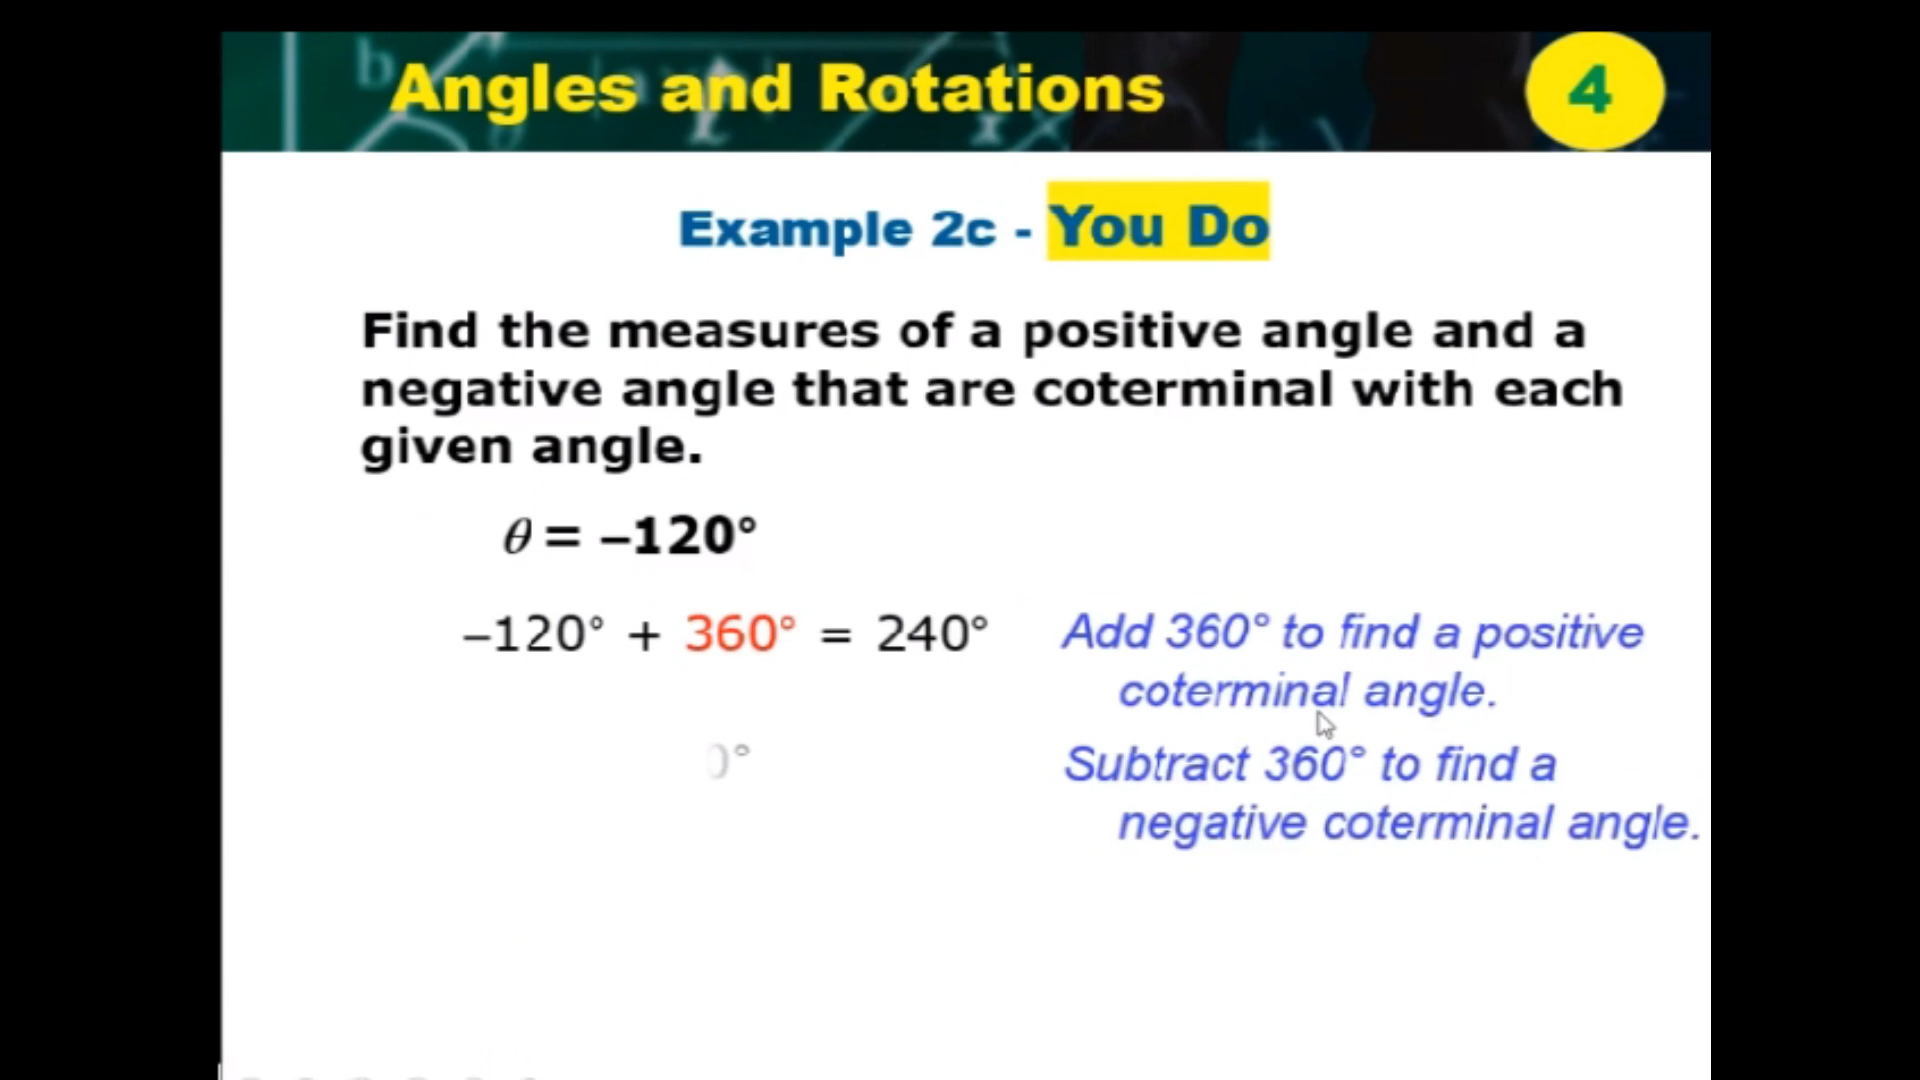 Angles and Rotations
4
Example 2c - You Do
Find the measures of a positive angle and a
negative angle that are coterminal with each
given angle.
θ = –120°
–120° + 360° = 240°
Add 360° to find a positive
coterminal angle.
0°
Subtract 360° to find a
negative coterminal angle.